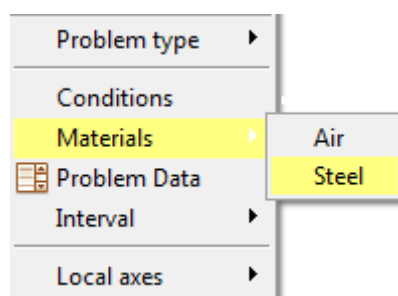 Problem type
Conditions
Materials
Air
Steel
Problem Data
Interval
Local axes